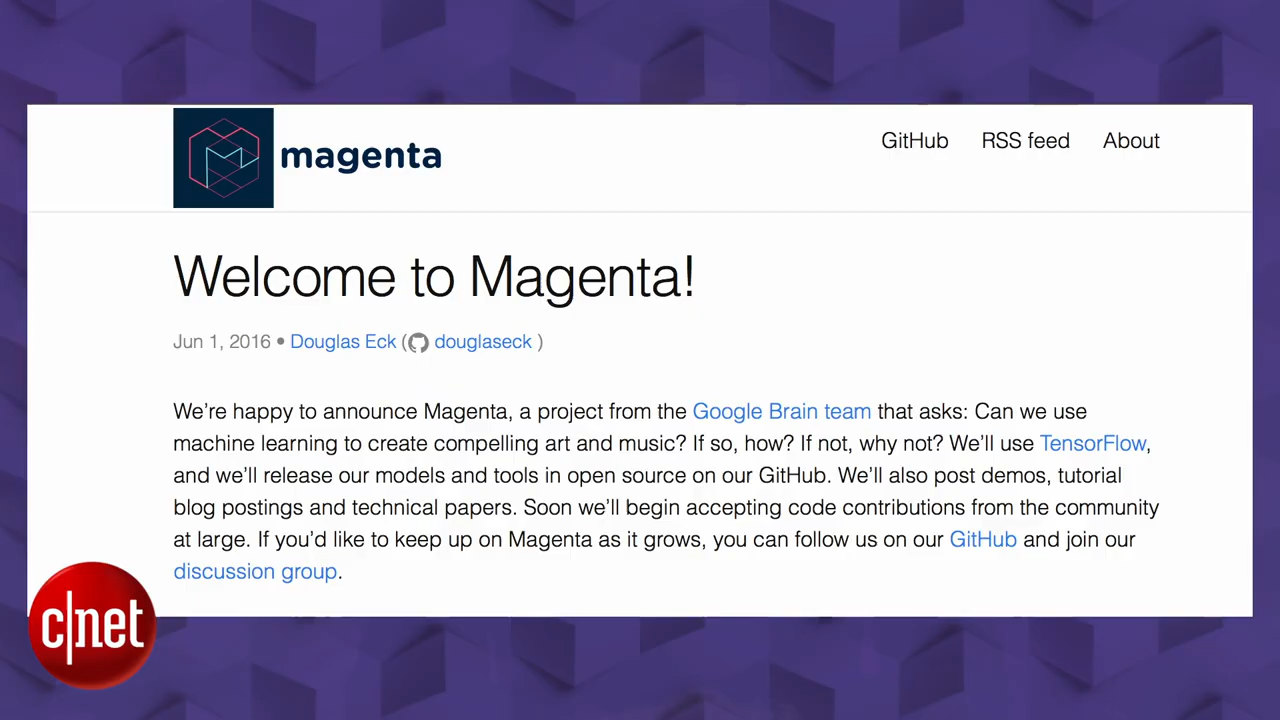 magenta
GitHub RSS feed About
Welcome to Magenta!
Jun 1, 2016 • Douglas Eck ( douglaseck )
We’re happy to announce Magenta, a project from the Google Brain team that asks: Can we use
machine learning to create compelling art and music? If so, how? If not, why not? We’ll use TensorFlow,
and we’ll release our models and tools in open source on our GitHub. We’ll also post demos, tutorial
blog postings and technical papers. Soon we’ll begin accepting code contributions from the community
at large. If you’d like to keep up on Magenta as it grows, you can follow us on our GitHub and join our
discussion group.
c|net